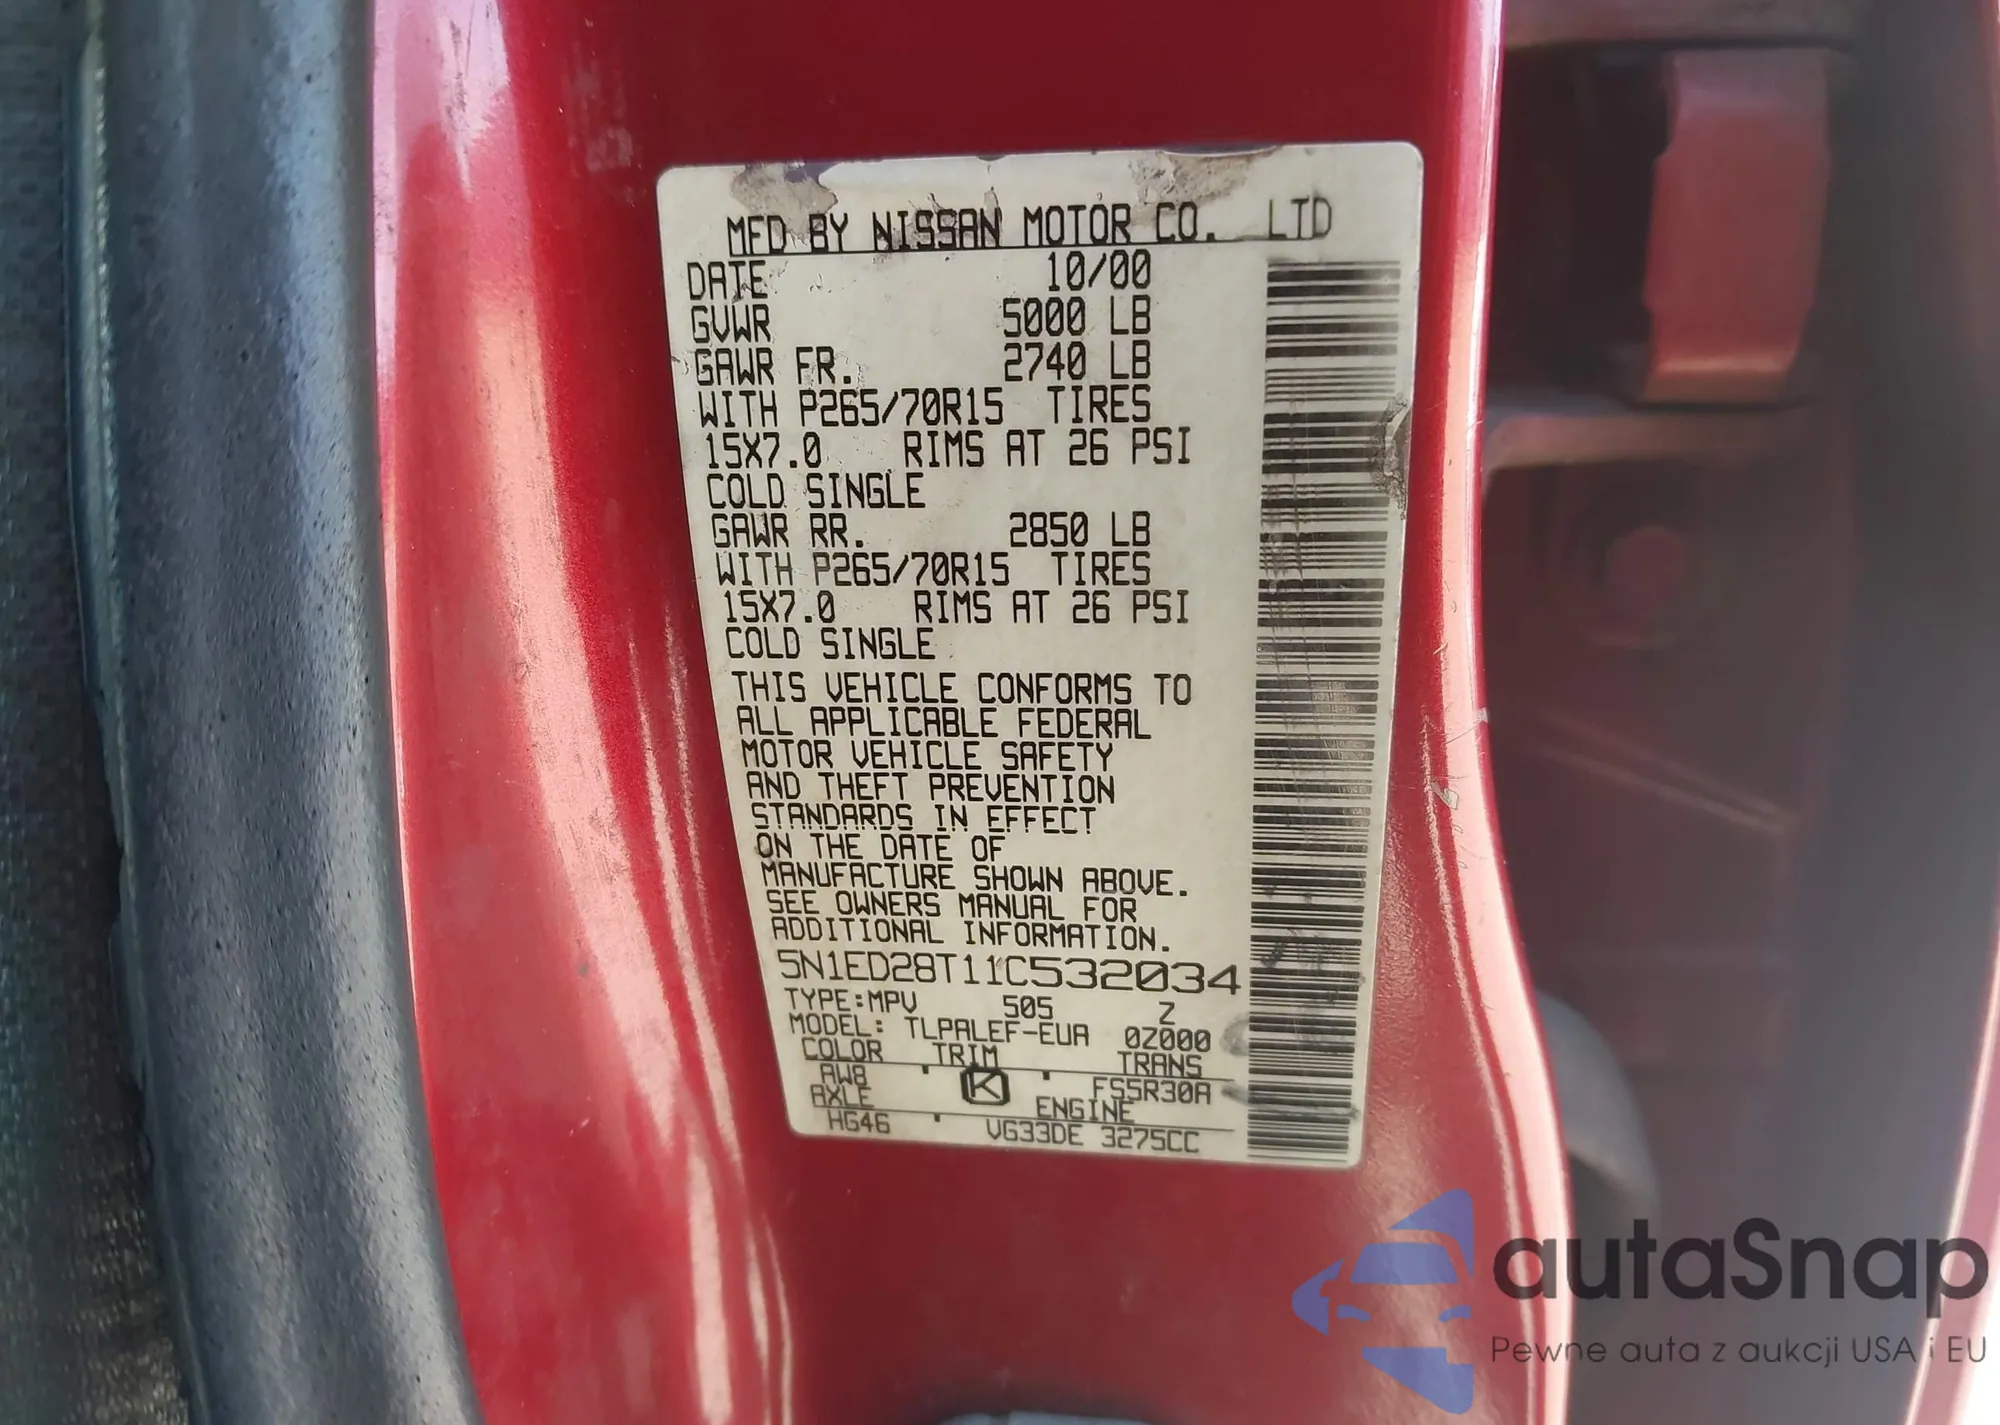 MFD BY NISSAN MOTOR CO. LTD
DATE 10/00
GVWR 5000 LB
GAWR FR. 2740 LB
WITH P265/70R15 TIRES
15X7.0 RIMS AT 26 PSI
COLD SINGLE
GAWR RR. 2850 LB
WITH P265/70R15 TIRES
15X7.0 RIMS AT 26 PSI
COLD SINGLE
THIS VEHICLE CONFORMS TO
ALL APPLICABLE FEDERAL
MOTOR VEHICLE SAFETY
AND THEFT PREVENTION
STANDARDS IN EFFECT
ON THE DATE OF
MANUFACTURE SHOWN ABOVE.
SEE OWNERS MANUAL FOR
ADDITIONAL INFORMATION.
5N1ED28T11C532034
TYPE:MPV 505 Z
MODEL: TLPALEF-EUA 0Z000
COLOR TRIM TRANS
AW8 K FS5R30A
AXLE ENGINE
HG46 VG33DE 3275CC
autaSnap
Pewne auta z aukcji USA i EU